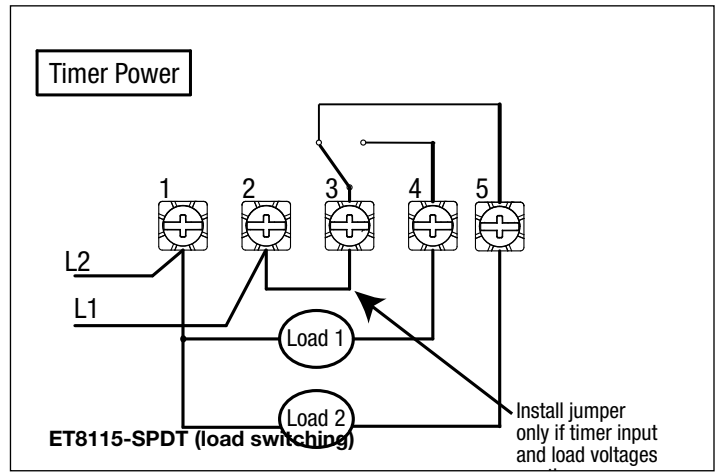 Timer Power
1 2 3 4 5
L2
L1
Load 1
Load 2
ET8115-SPDT (load switching)
Install jumper
only if timer input
and load voltages